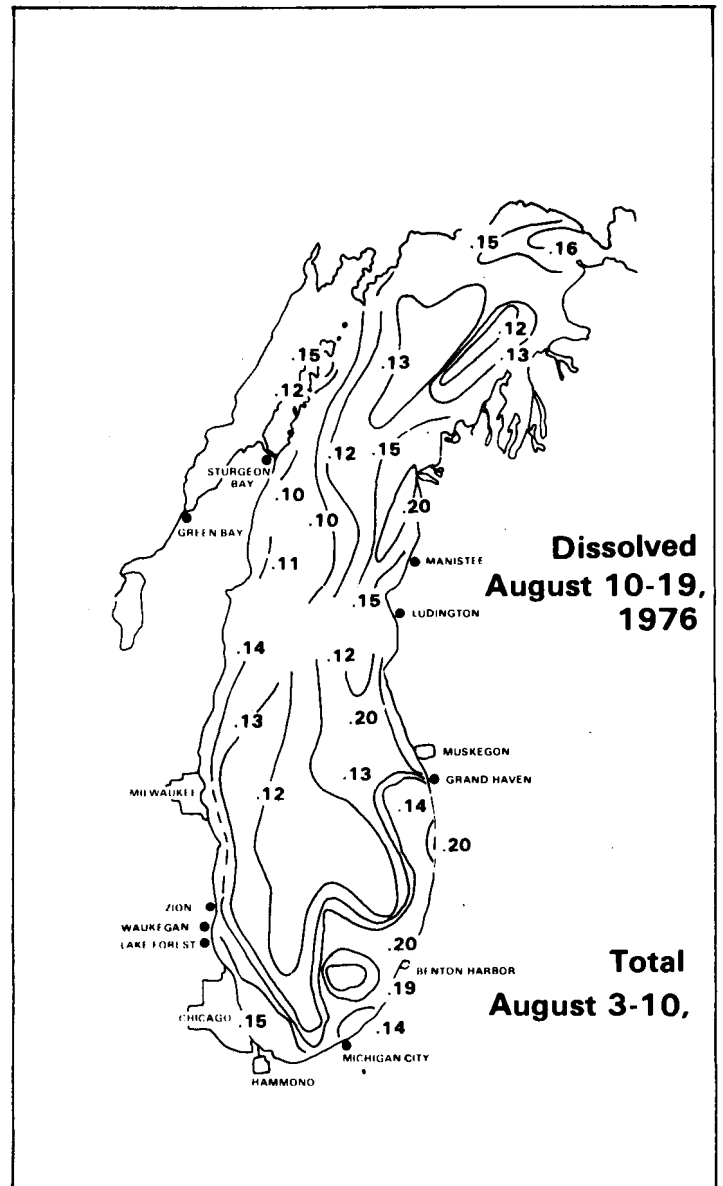 .15
.16
.12
.13
.13
.15
.12
STURGEON
BAY
.12
.15
.10
.10
.20
GREEN BAY
.11
MANISTEE
Dissolved
August 10-19,
1976
.15
LUDINGTON
.14
.12
.13
.20
MUSKEGON
.13
GRAND HAVEN
MILWAUKEE
.12
.14
.20
ZION
WAUKEGAN
LAKE FOREST
.20
BENTON HARBOR
.19
Total
August 3-10,
CHICAGO
.15
.14
MICHIGAN CITY
HAMMOND